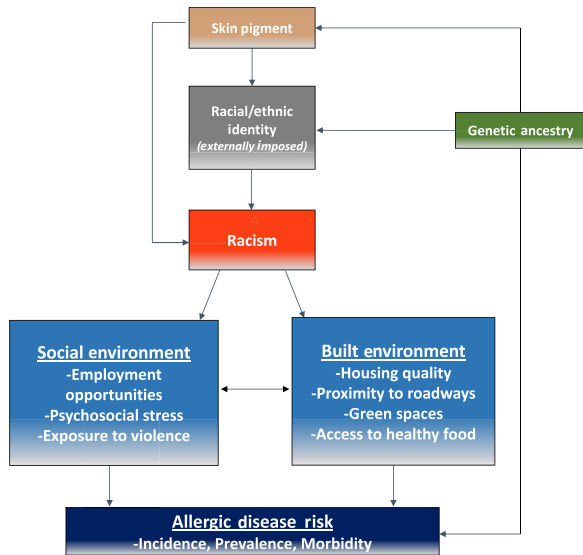 Skin pigment
Racial/ethnic
identity
(externally imposed)
Genetic ancestry
Racism
Social environment
-Employment
opportunities
-Psychosocial stress
-Exposure to violence
Built environment
-Housing quality
-Proximity to roadways
-Green spaces
-Access to healthy food
Allergic disease risk
-Incidence, Prevalence, Morbidity